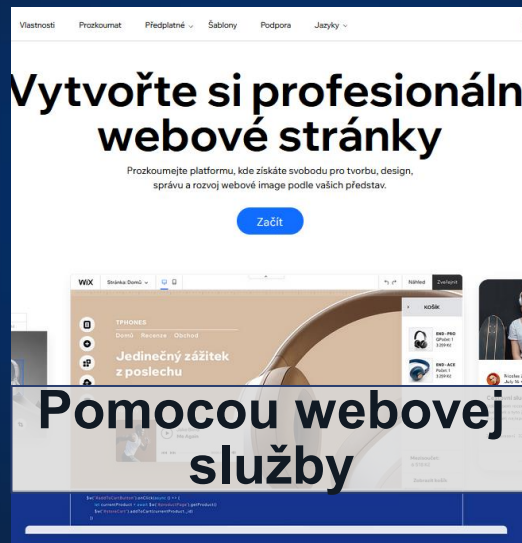 Vlastnosti Prozkoumat Předplatné Šablony Podpora Jazyky
Vytvořte si profesionáln
webové stránky
Prozkoumejte platformu, kde získáte svobodu pro tvorbu, design,
správu a rozvoj webové image podle vašich představ.
Začít
WiX Stránka: Domů Náhled Zveřejnit
TPHONES
Domů Recenze Obchod
Jedinečný zážitek
z poslechu
KOŠÍK
Pomocou webovej
služby